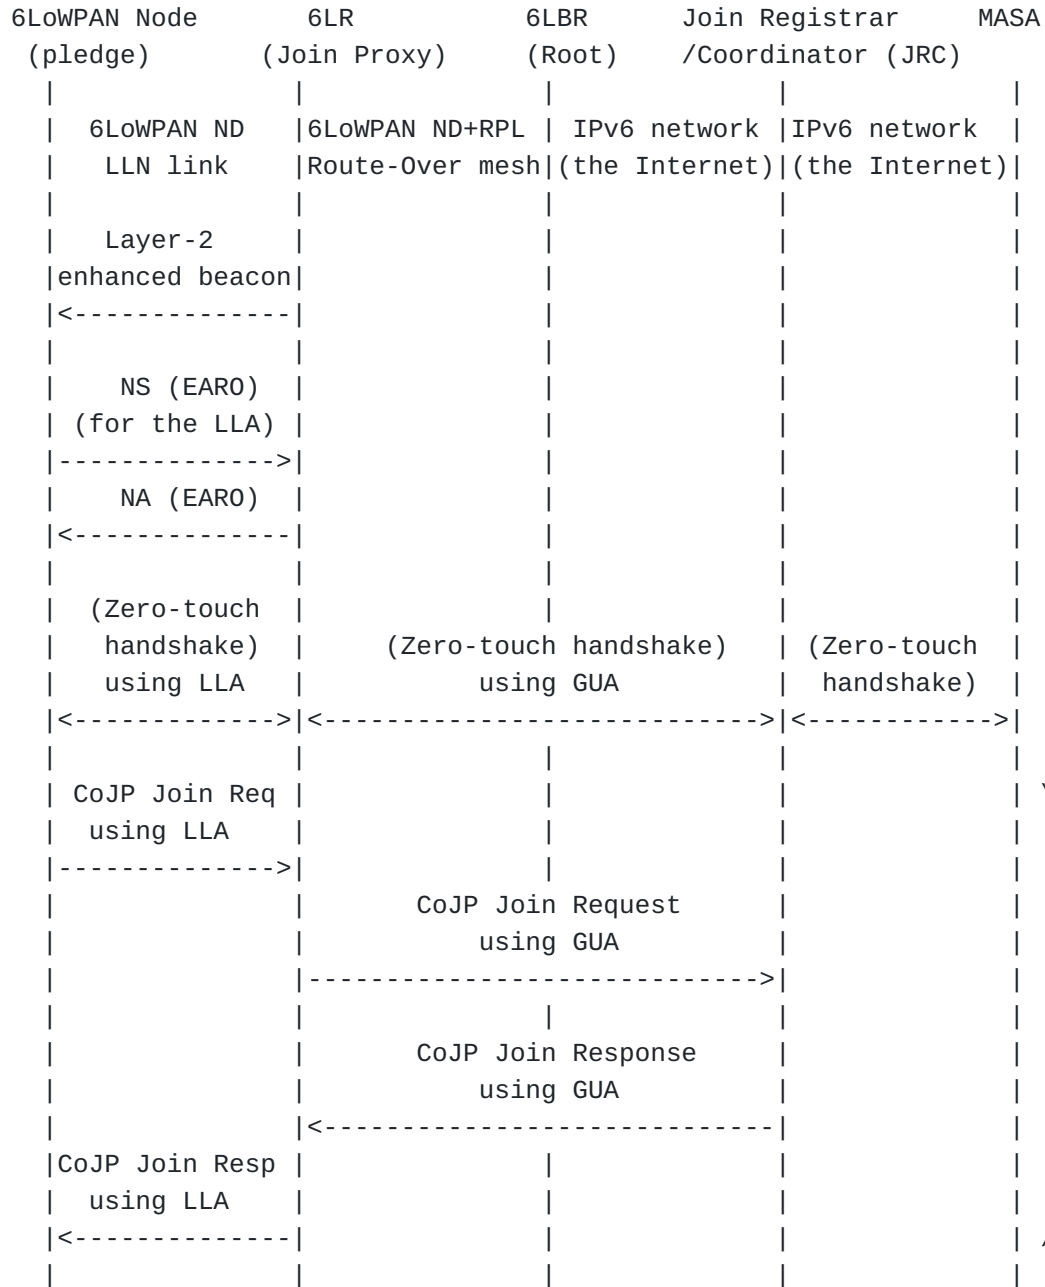 6LoWPAN Node       6LR           6LBR      Join Registrar     MASA
 (pledge)       (Join Proxy)     (Root)    /Coordinator (JRC)
  |               |               |              |              |
  |  6LoWPAN ND   |6LoWPAN ND+RPL | IPv6 network |IPv6 network  |
  |   LLN link    |Route-Over mesh|(the Internet)|(the Internet)|
  |               |               |              |              |
  |   Layer-2     |               |              |              |
  |enhanced beacon|               |              |              |
  |<--------------|               |              |              |
  |               |               |              |              |
  |    NS (EARO)  |               |              |              |
  | (for the LLA) |               |              |              |
  |-------------->|               |              |              |
  |    NA (EARO)  |               |              |              |
  |<--------------|               |              |              |
  |               |               |              |              |
  |  (Zero-touch  |               |              |              |
  |   handshake)  |     (Zero-touch handshake)   | (Zero-touch  |
  |   using LLA   |           using GUA          |  handshake)  |
  |<------------->|<---------------------------->|<------------>|
  |               |               |              |              |
  | CoJP Join Req |               |              |              | \
  |  using LLA    |               |              |              |
  |-------------->|               |              |              |
  |               |       CoJP Join Request      |              |
  |               |           using GUA          |              |
  |               |----------------------------->|              |
  |               |               |              |              |
  |               |       CoJP Join Response     |              |
  |               |           using GUA          |              |
  |               |<-----------------------------|              |
  |CoJP Join Resp |               |              |              |
  |  using LLA    |               |              |              |
  |<--------------|               |              |              | /
  |               |               |              |              |